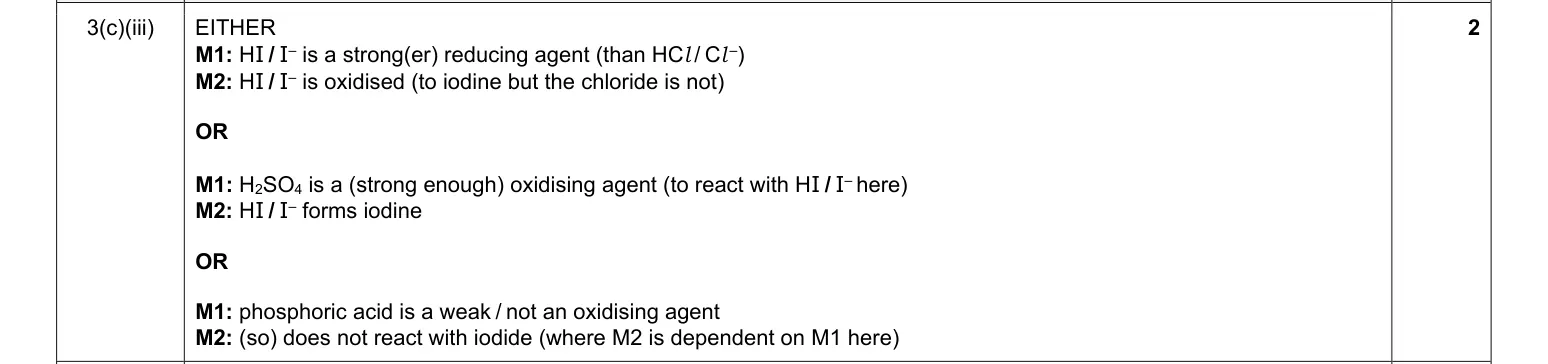 3(c)(iii) EITHER 2
M1: HI / I⁻ is a strong(er) reducing agent (than HCl / Cl⁻)
M2: HI / I⁻ is oxidised (to iodine but the chloride is not)
OR
M1: H₂SO₄ is a (strong enough) oxidising agent (to react with HI / I⁻ here)
M2: HI / I⁻ forms iodine
OR
M1: phosphoric acid is a weak / not an oxidising agent
M2: (so) does not react with iodide (where M2 is dependent on M1 here)